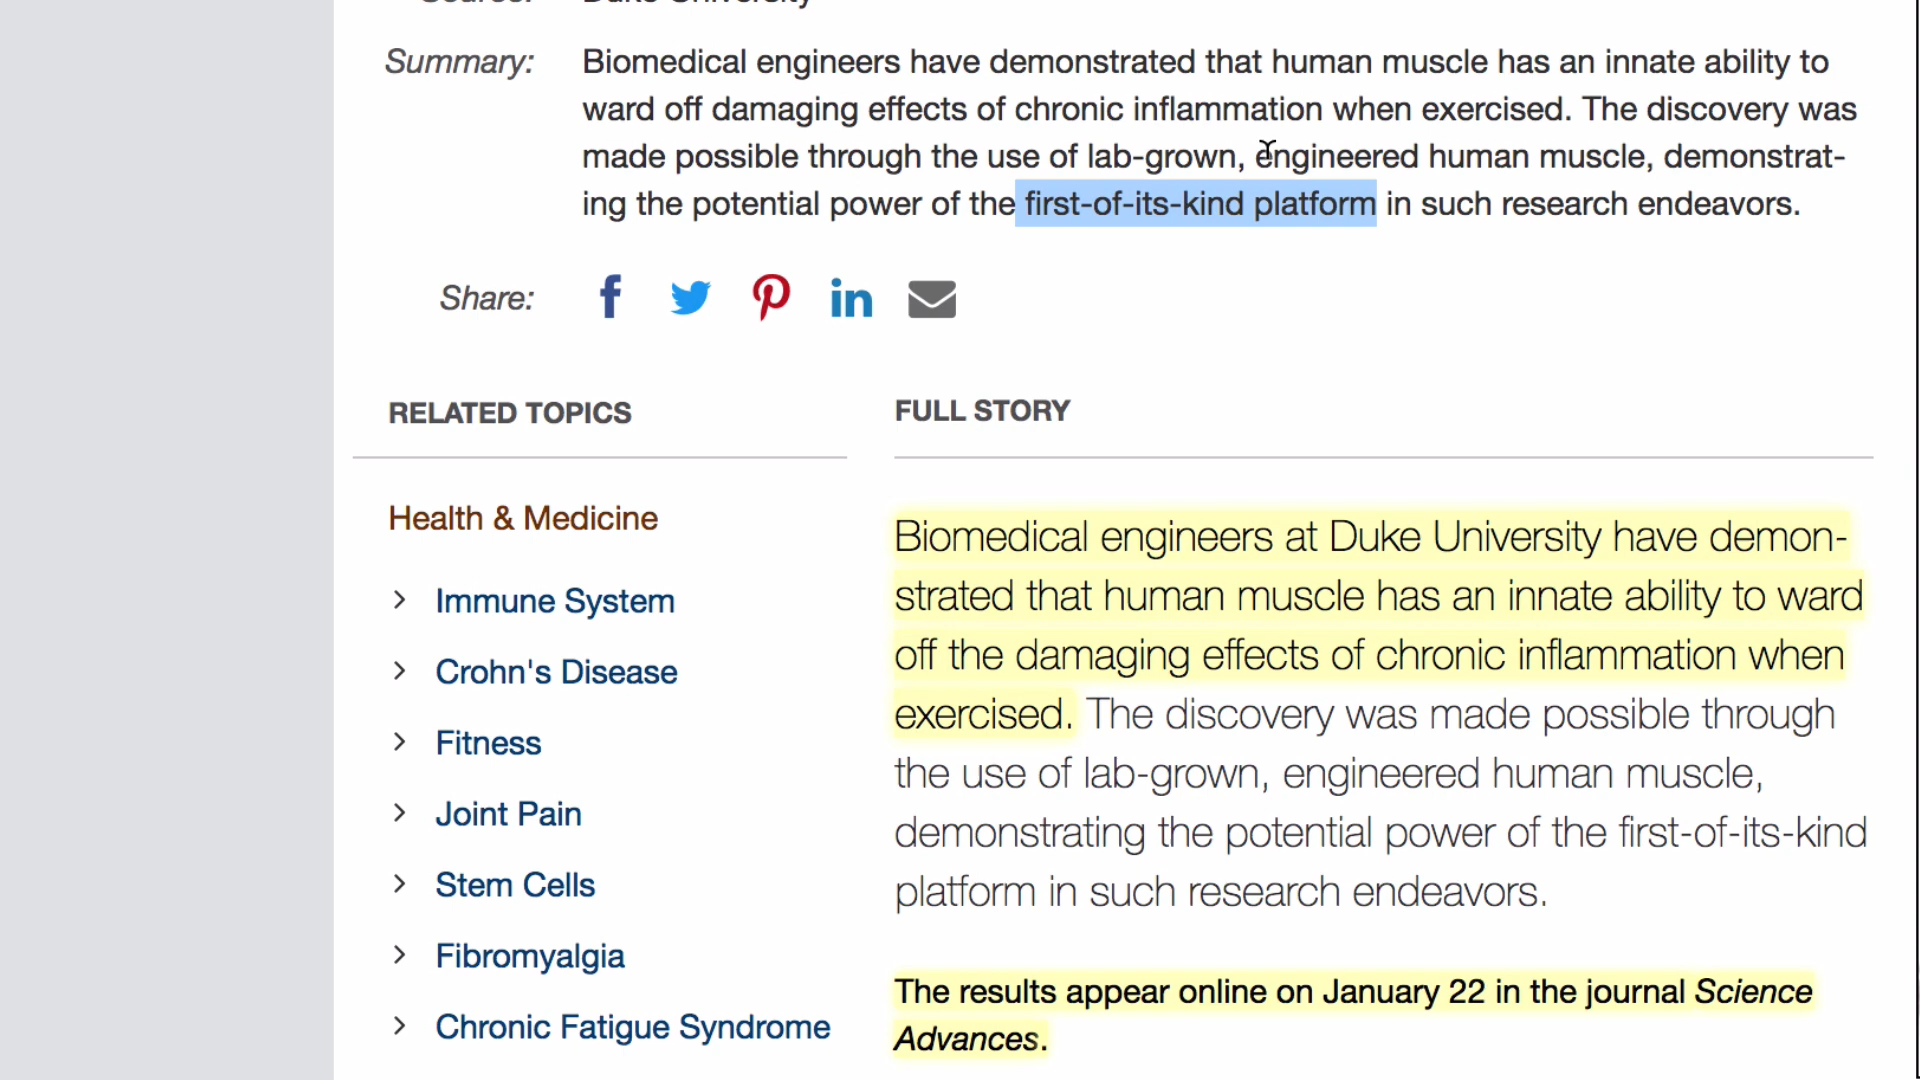 Source: Duke University
Summary: Biomedical engineers have demonstrated that human muscle has an innate ability to
ward off damaging effects of chronic inflammation when exercised. The discovery was
made possible through the use of lab-grown, engineered human muscle, demonstrat-
ing the potential power of the first-of-its-kind platform in such research endeavors.
Share:
RELATED TOPICS
Health & Medicine
Immune System
Crohn's Disease
Fitness
Joint Pain
Stem Cells
Fibromyalgia
Chronic Fatigue Syndrome
FULL STORY
Biomedical engineers at Duke University have demon-
strated that human muscle has an innate ability to ward
off the damaging effects of chronic inflammation when
exercised. The discovery was made possible through
the use of lab-grown, engineered human muscle,
demonstrating the potential power of the first-of-its-kind
platform in such research endeavors.
The results appear online on January 22 in the journal Science
Advances.